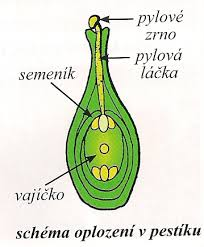 pylové
zrno
pylová
láčka
semeník
vajíčko
schéma oplození v pestíku